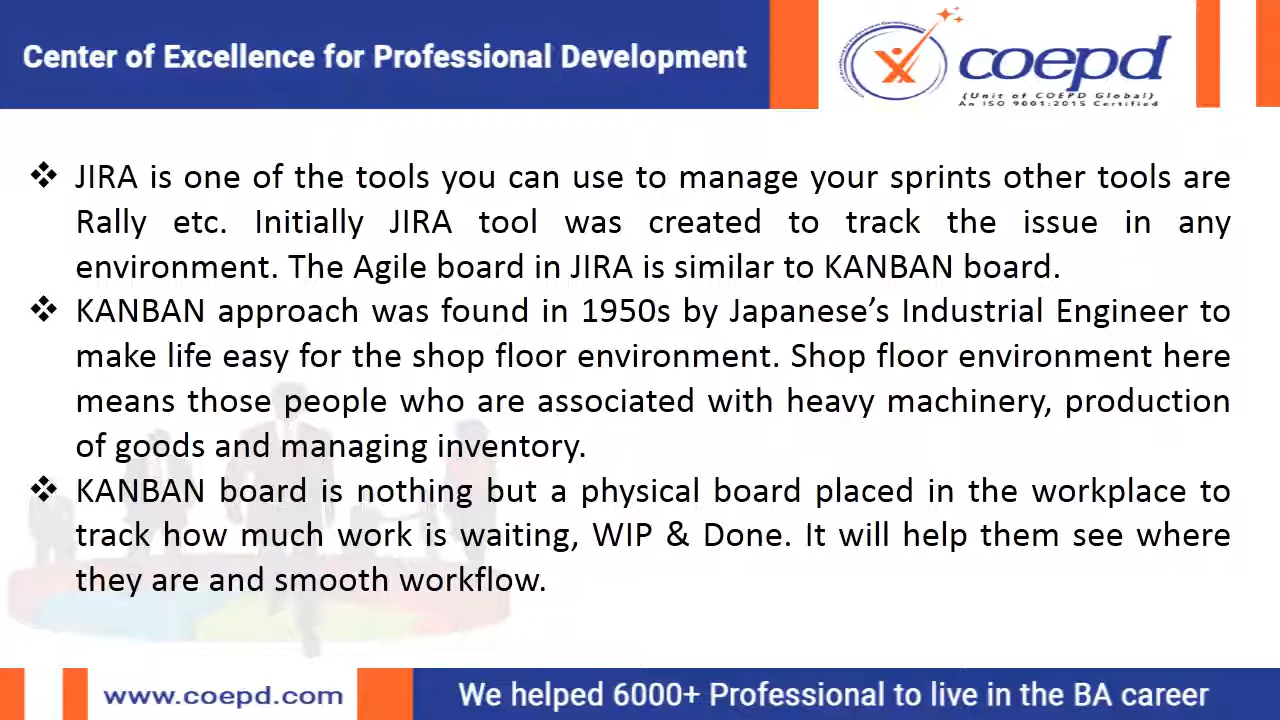 Center of Excellence for Professional Development
coepd
(Unit of COEPD Global)
An ISO 9001:2015 Certified
❖ JIRA is one of the tools you can use to manage your sprints other tools are
Rally etc. Initially JIRA tool was created to track the issue in any
environment. The Agile board in JIRA is similar to KANBAN board.
❖ KANBAN approach was found in 1950s by Japanese’s Industrial Engineer to
make life easy for the shop floor environment. Shop floor environment here
means those people who are associated with heavy machinery, production
of goods and managing inventory.
❖ KANBAN board is nothing but a physical board placed in the workplace to
track how much work is waiting, WIP & Done. It will help them see where
they are and smooth workflow.
www.coepd.com
We helped 6000+ Professional to live in the BA career